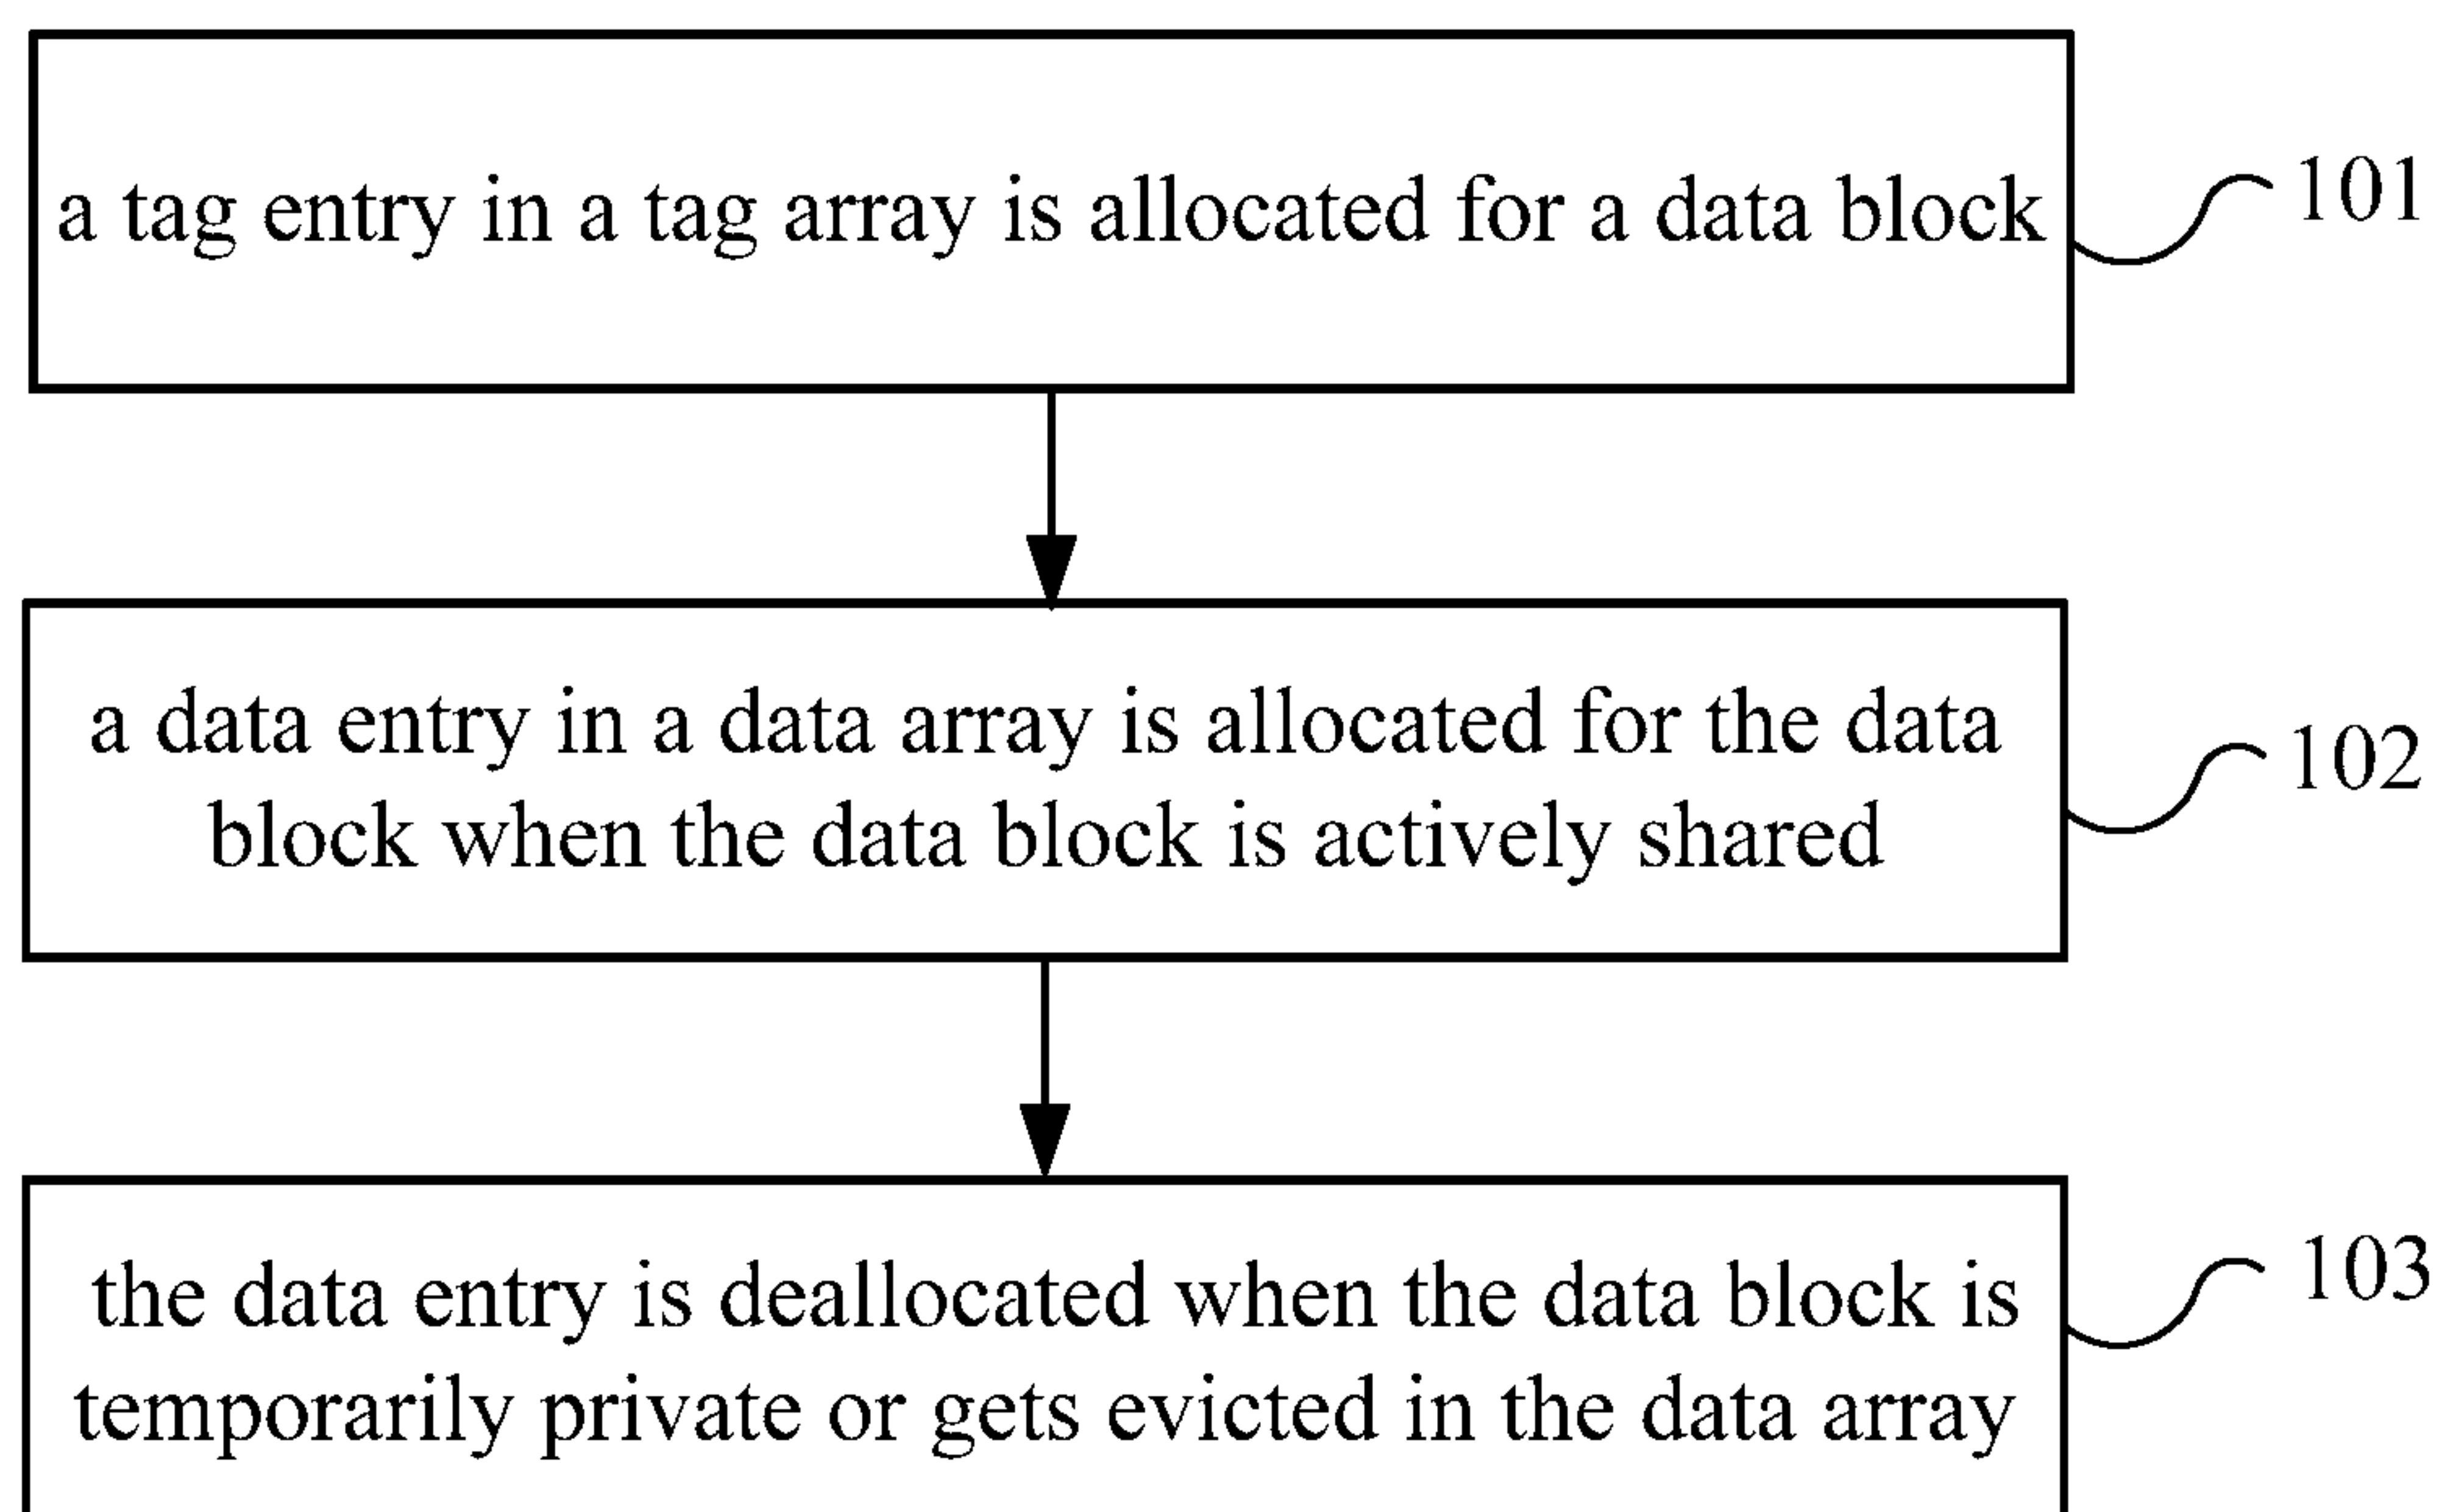 a tag entry in a tag array is allocated for a data block
101
a data entry in a data array is allocated for the data
block when the data block is actively shared
102
the data entry is deallocated when the data block is
temporarily private or gets evicted in the data array
103